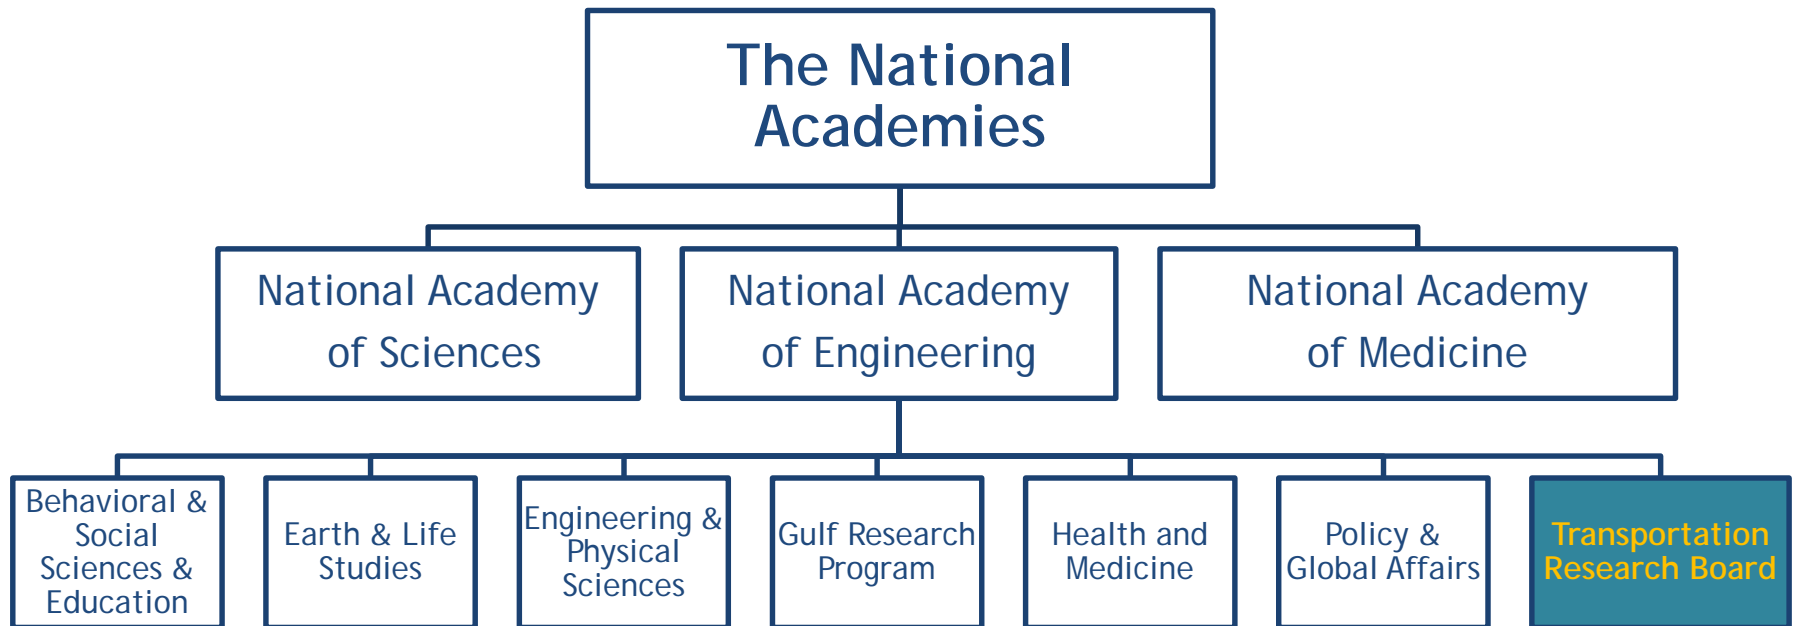 The National
Academies
National Academy
of Sciences
National Academy
of Engineering
National Academy
of Medicine
Behavioral &
Social
Sciences &
Education
Earth & Life
Studies
Engineering &
Physical
Sciences
Gulf Research
Program
Health and
Medicine
Policy &
Global Affairs
Transportation
Research Board